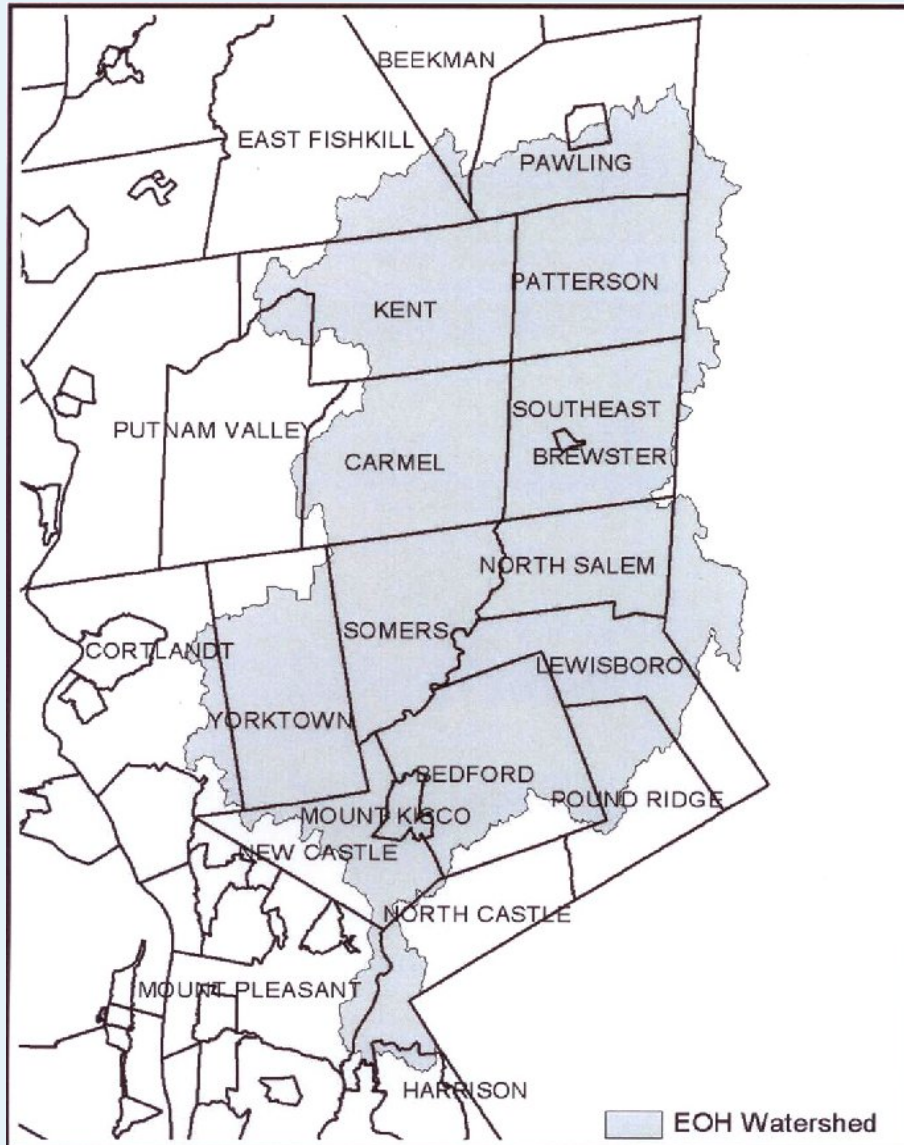 BEEKMAN
EAST FISHKILL
PAWLING
PATTERSON
KENT
SOUTHEAST
PUTNAM VALLEY
BREWSTER
CARMEL
NORTH SALEM
SOMERS
CORTLANDT
LEWISBORO
YORKTOWN
BEDFORD
POUND RIDGE
MOUNT KISCO
NEW CASTLE
NORTH CASTLE
MOUNT PLEASANT
HARRISON
EOH Watershed